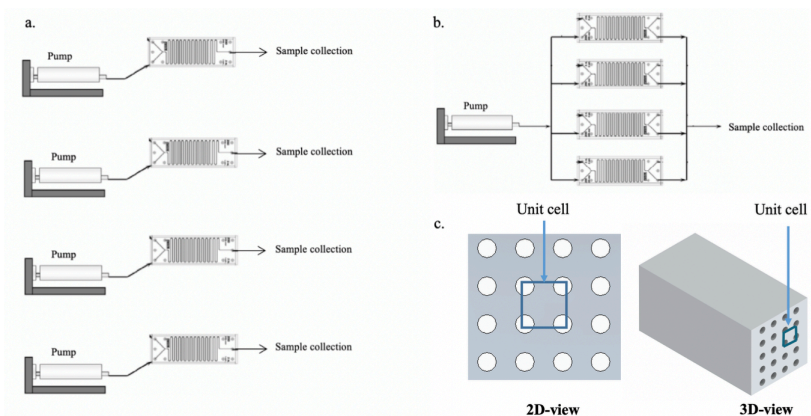 a.
Pump
Sample collection
Pump
Sample collection
Pump
Sample collection
Pump
Sample collection
b.
Pump
Sample collection
c.
Unit cell
2D-view
Unit cell
3D-view